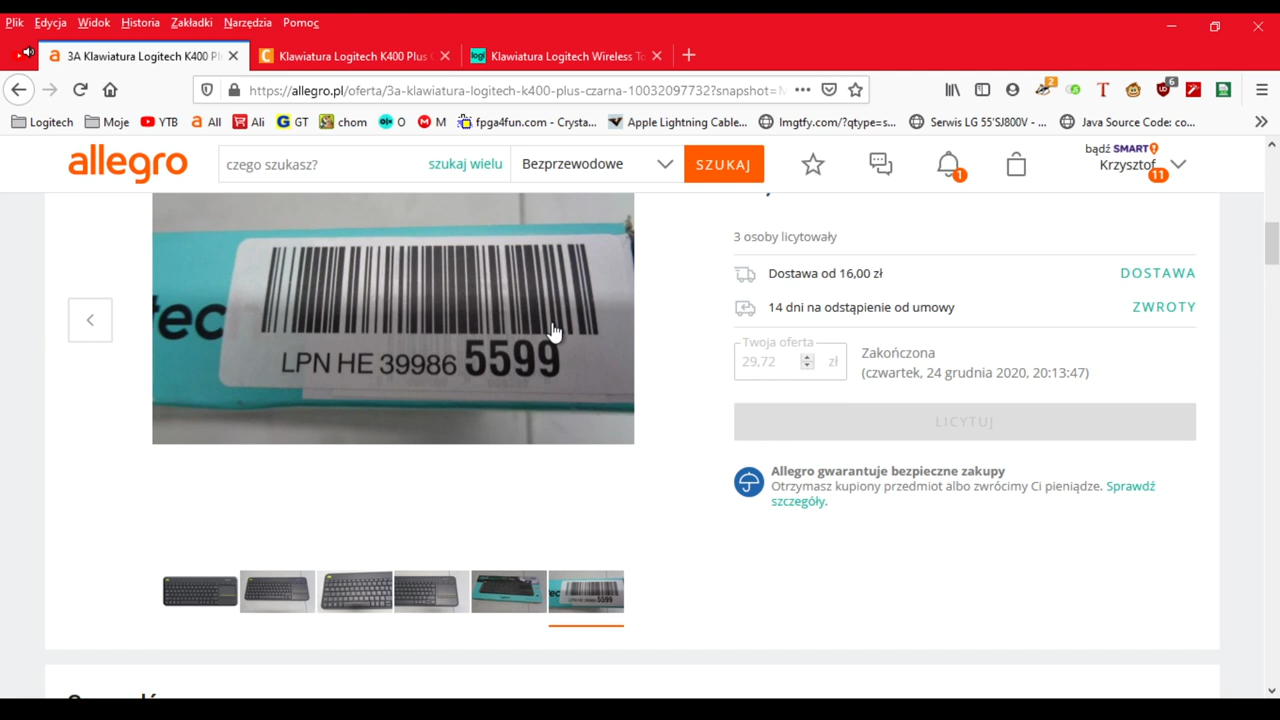 Plik Edycja Widok Historia Zakładki Narzędzia Pomoc
3A Klawiatura Logitech K400 Pl
Klawiatura Logitech K400 Plus
logi Klawiatura Logitech Wireless To
https://allegro.pl/oferta/3a-klawiatura-logitech-k400-plus-czarna-10032097732?snapshot=
2 6
Logitech Moje YTB All Ali GT chom O M fpga4fun.com - Crysta... Apple Lightning Cable... lmgtfy.com/?qtype=s... Serwis LG 55'SJ800V - ... Java Source Code: co...
allegro czego szukasz? szukaj wielu Bezprzewodowe SZUKAJ 1
bądź SMART!
Krzysztof
11
tec
LPN HE 39986 5599
3 osoby licytowały
Dostawa od 16,00 zł DOSTAWA
14 dni na odstąpienie od umowy ZWROTY
Twoja oferta
29,72 zł
Zakończona
(czwartek, 24 grudnia 2020, 20:13:47)
LICYTUJ
Allegro gwarantuje bezpieczne zakupy
Otrzymasz kupiony przedmiot albo zwrócimy Ci pieniądze. Sprawdź
szczegóły.
5599